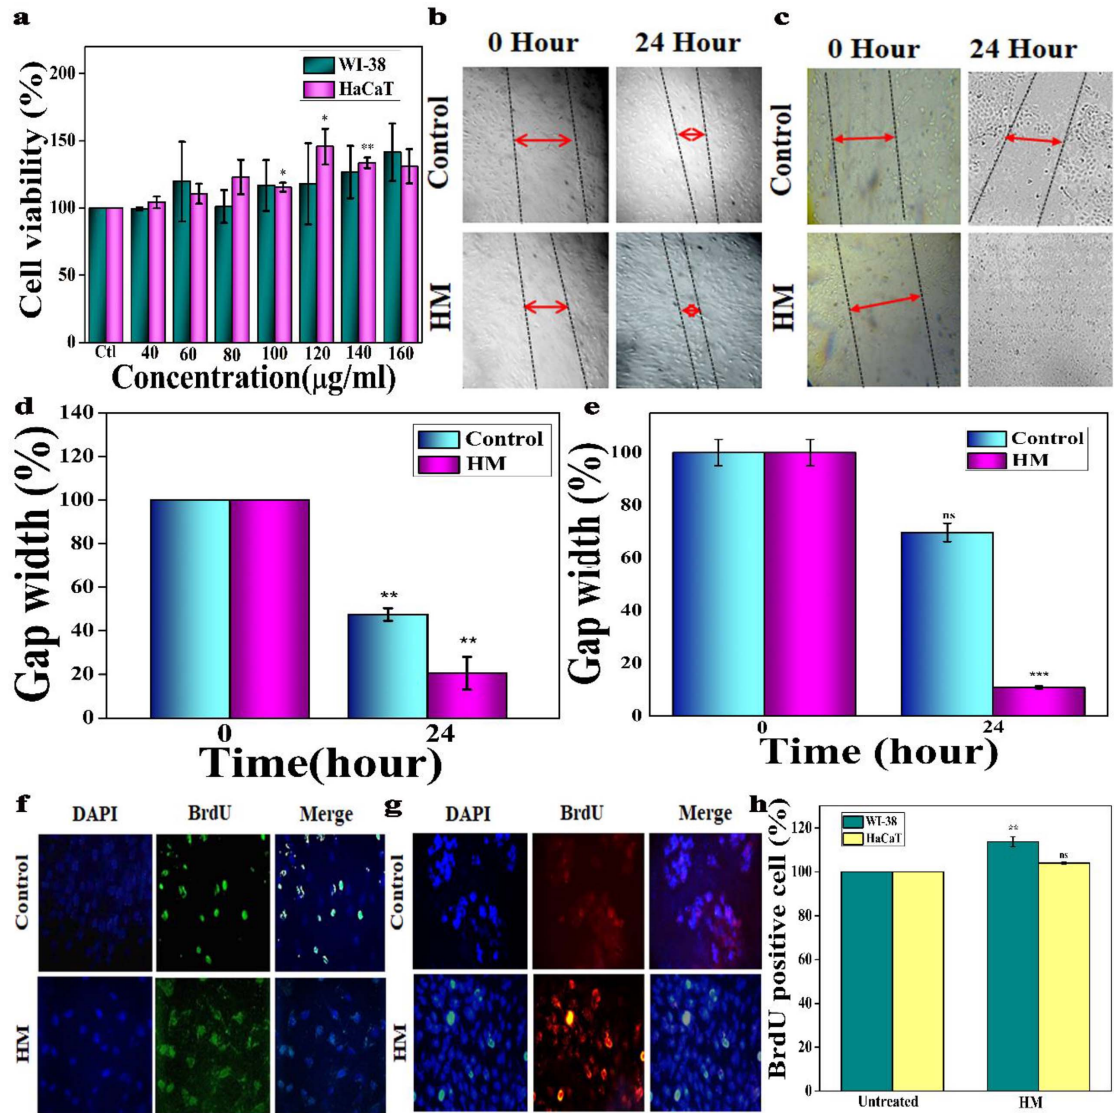 a
Cell viability (%)
200
150
100
50
0
WI-38
HaCaT
*
*
**
Ctl 40 60 80 100 120 140 160
Concentration(μg/ml)
b
0 Hour 24 Hour
Control
HM
c
0 Hour 24 Hour
Control
HM
d
Gap width (%)
140
120
100
80
60
40
20
0
Control
HM
**
**
0 24
Time(hour)
e
Gap width (%)
100
80
60
40
20
0
Control
HM
ns
***
0 24
Time (hour)
f
DAPI BrdU Merge
Control
HM
g
DAPI BrdU Merge
Control
HM
h
BrdU positive cell (%)
120
100
80
60
40
20
0
WI-38
HaCaT
**
ns
Untreated HM